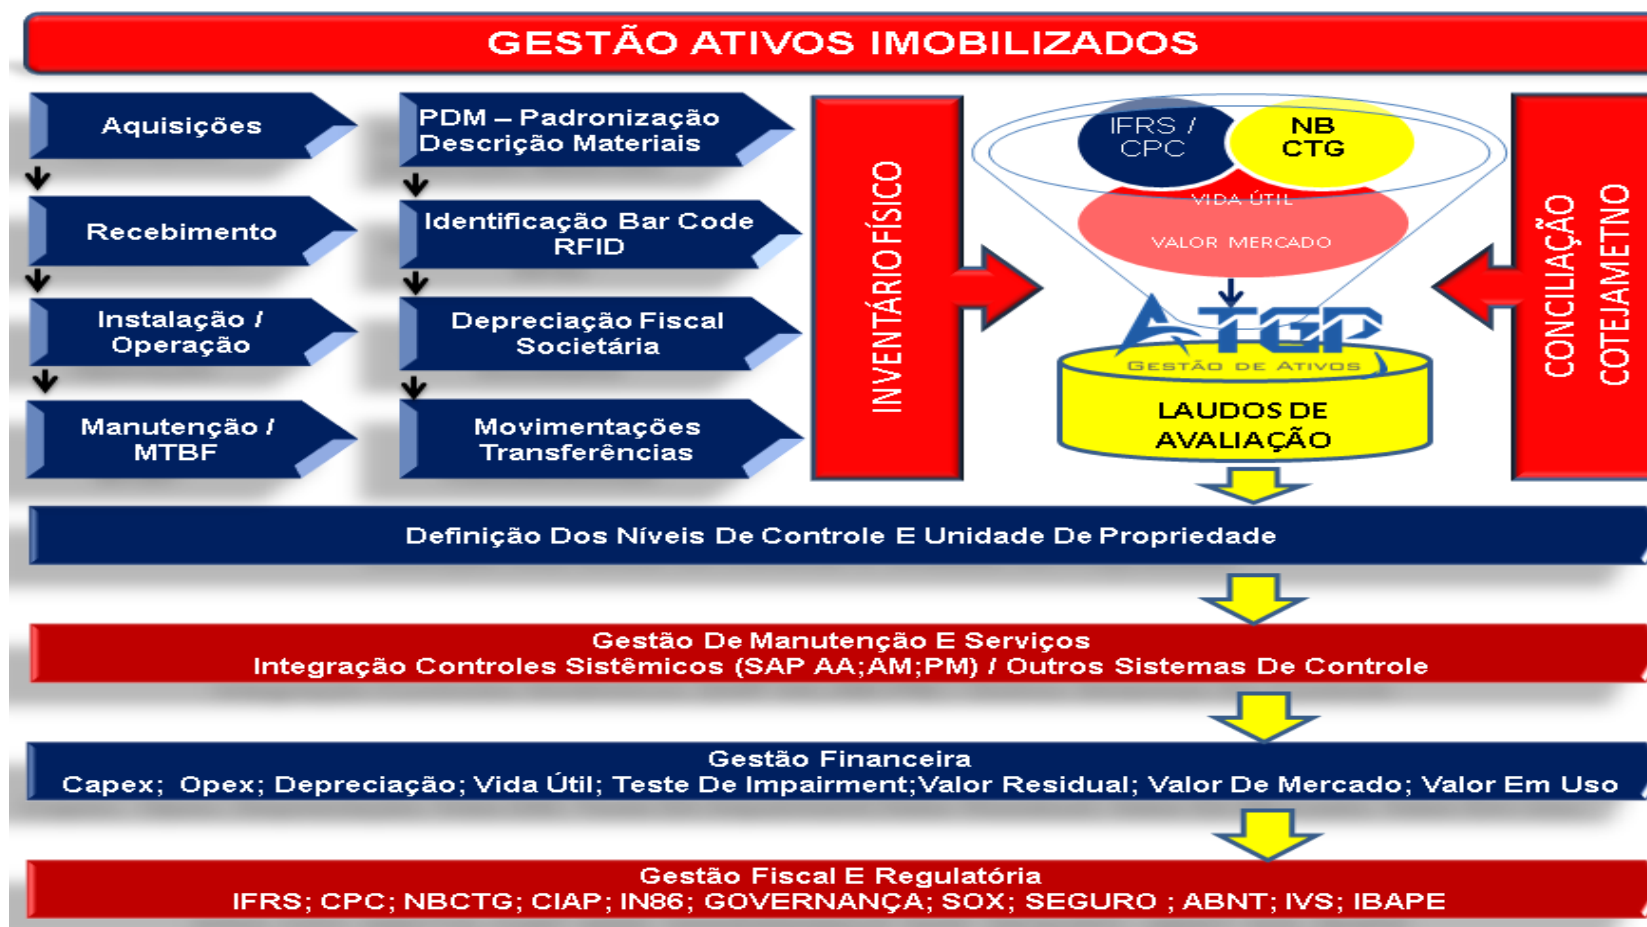 GESTÃO ATIVOS IMOBILIZADOS
Aquisições
Recebimento
Instalação /
Operação
Manutenção /
MTBF
PDM – Padronização
Descrição Materiais
Identificação Bar Code
RFID
Depreciação Fiscal
Societária
Movimentações
Transferências
INVENTÁRIO FÍSICO
IFRS /
CPC
NB
CTG
VIDA ÚTIL
VALOR MERCADO
ATGP
GESTÃO DE ATIVOS
LAUDOS DE
AVALIAÇÃO
CONCILIAÇÃO
COTEJAMETNO
Definição Dos Níveis De Controle E Unidade De Propriedade
Gestão De Manutenção E Serviços
Integração Controles Sistêmicos (SAP AA;AM;PM) / Outros Sistemas De Controle
Gestão Financeira
Capex; Opex; Depreciação; Vida Útil; Teste De Impairment;Valor Residual; Valor De Mercado; Valor Em Uso
Gestão Fiscal E Regulatória
IFRS; CPC; NBCTG; CIAP; IN86; GOVERNANÇA; SOX; SEGURO ; ABNT; IVS; IBAPE